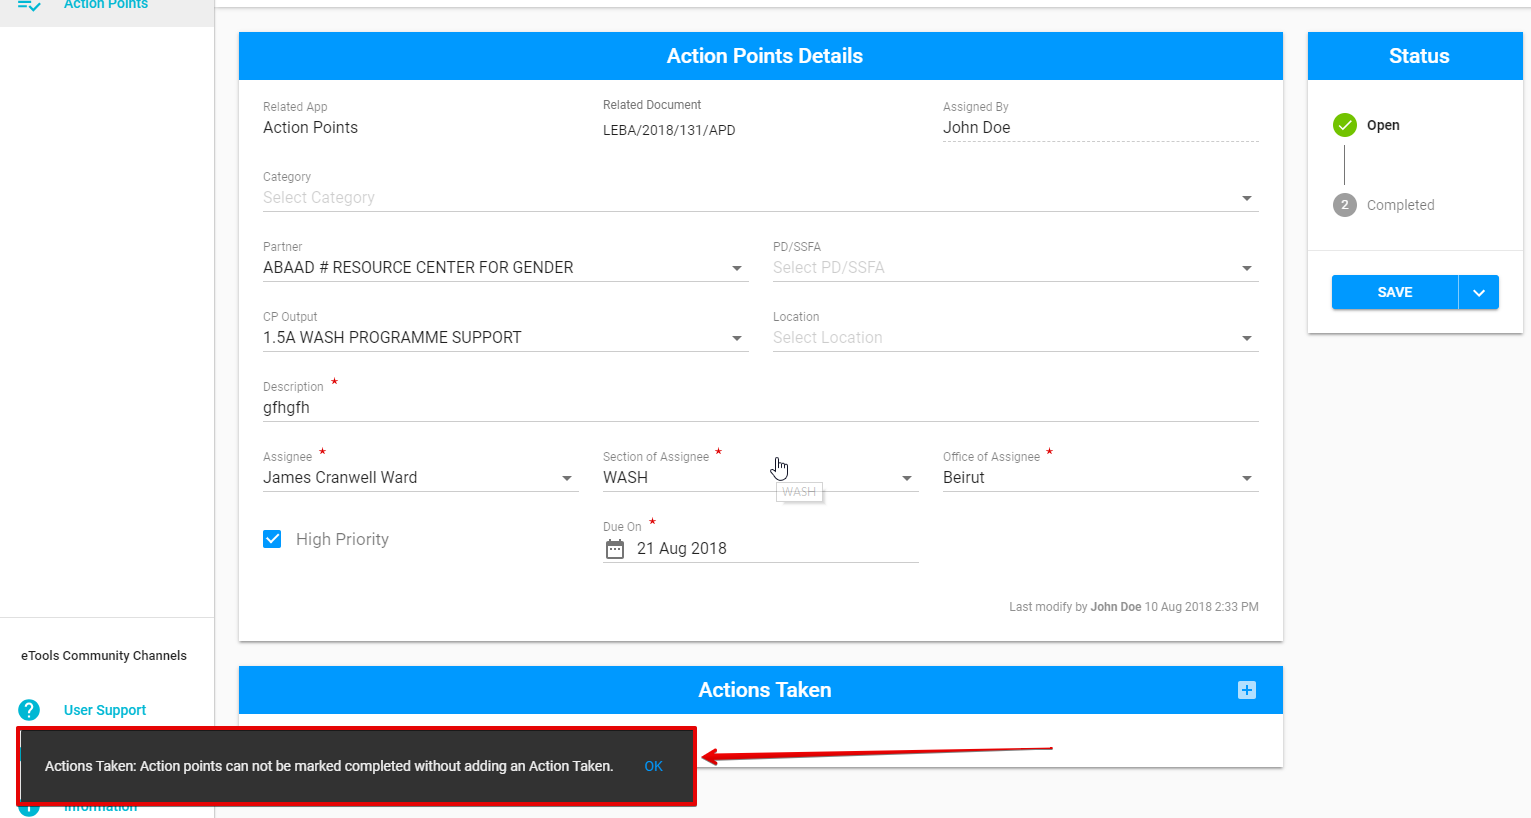 Action Points
Action Points Details
Related App
Action Points
Related Document
LEBA/2018/131/APD
Assigned By
John Doe
Category
Select Category
Partner
ABAAD # RESOURCE CENTER FOR GENDER
PD/SSFA
Select PD/SSFA
CP Output
1.5A WASH PROGRAMME SUPPORT
Location
Select Location
Description *
gfhgfh
Assignee *
James Cranwell Ward
Section of Assignee *
WASH
WASH
Office of Assignee *
Beirut
High Priority
Due On *
21 Aug 2018
Last modify by John Doe 10 Aug 2018 2:33 PM
Status
Open
2 Completed
SAVE
Actions Taken
eTools Community Channels
? User Support
Actions Taken: Action points can not be marked completed without adding an Action Taken. OK
Information